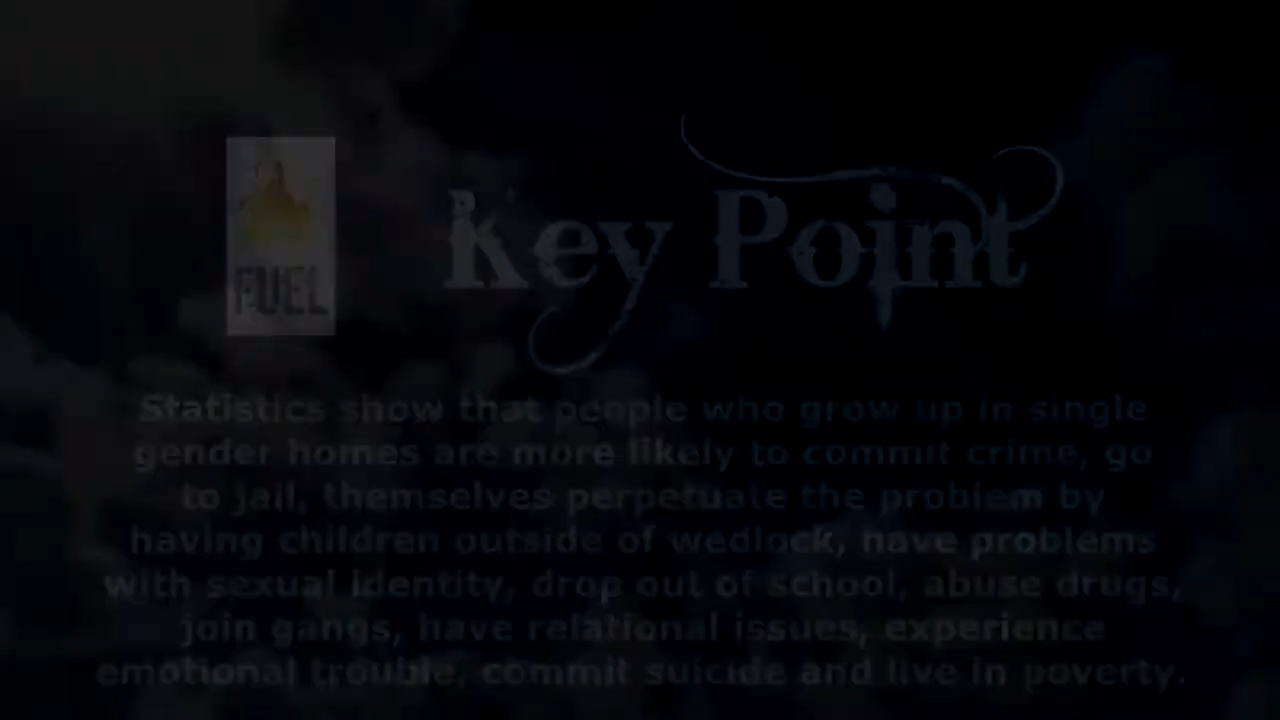 Key Point
FUEL
Statistics show that people who grow up in single
gender homes are more likely to commit crime, go
to jail, themselves perpetuate the problem by
having children outside of wedlock, have problems
with sexual identity, drop out of school, abuse drugs,
join gangs, have relational issues, experience
emotional trouble, commit suicide and live in poverty.